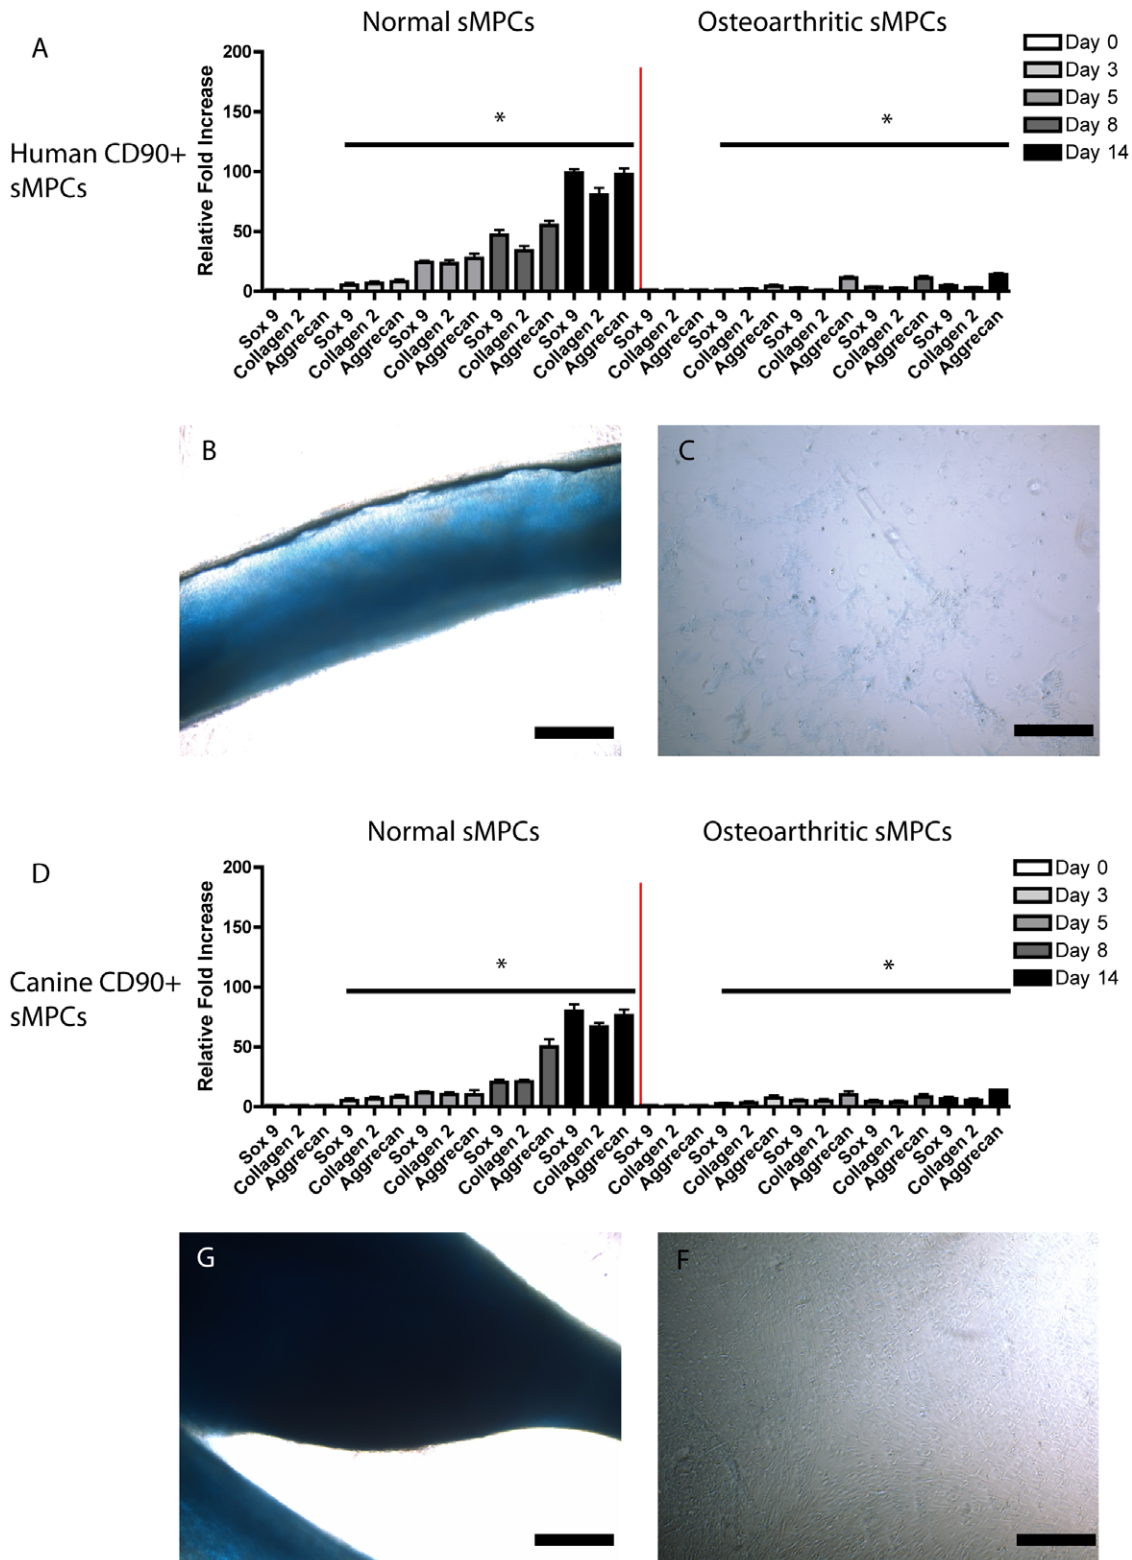 Normal sMPCs
Osteoarthritic sMPCs
A
Human CD90+
sMPCs
Relative Fold Increase
200
150
100
50
0
*
*
Day 0
Day 3
Day 5
Day 8
Day 14
Sox 9
Collagen 2
Aggrecan
Sox 9
Collagen 2
Aggrecan
Sox 9
Collagen 2
Aggrecan
Sox 9
Collagen 2
Aggrecan
Sox 9
Collagen 2
Aggrecan
Sox 9
Collagen 2
Aggrecan
Sox 9
Collagen 2
Aggrecan
Sox 9
Collagen 2
Aggrecan
Sox 9
Collagen 2
Aggrecan
Sox 9
Collagen 2
Aggrecan
B
C
Normal sMPCs
Osteoarthritic sMPCs
D
Canine CD90+
sMPCs
Relative Fold Increase
200
150
100
50
0
*
*
Day 0
Day 3
Day 5
Day 8
Day 14
Sox 9
Collagen 2
Aggrecan
Sox 9
Collagen 2
Aggrecan
Sox 9
Collagen 2
Aggrecan
Sox 9
Collagen 2
Aggrecan
Sox 9
Collagen 2
Aggrecan
Sox 9
Collagen 2
Aggrecan
Sox 9
Collagen 2
Aggrecan
Sox 9
Collagen 2
Aggrecan
Sox 9
Collagen 2
Aggrecan
Sox 9
Collagen 2
Aggrecan
G
F